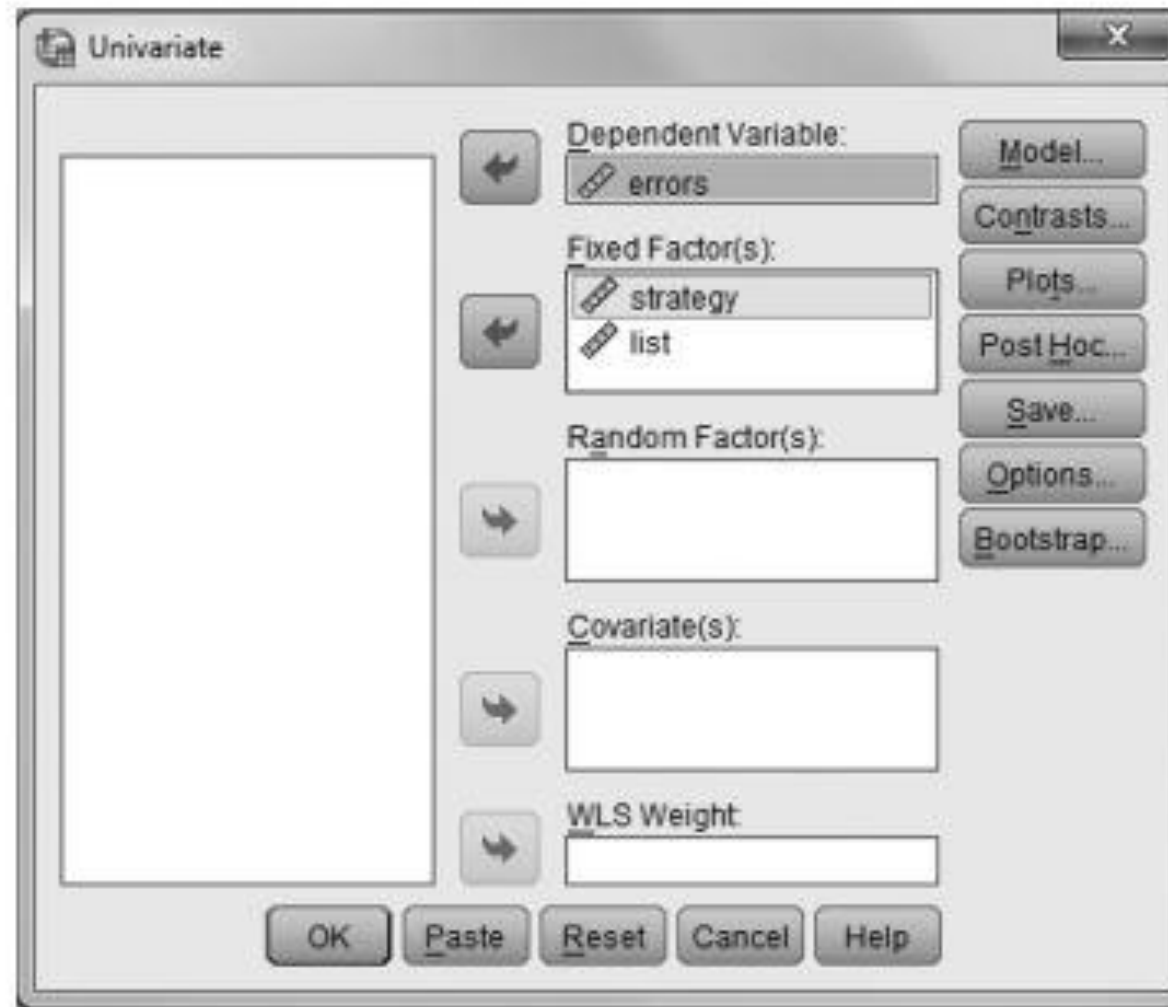 Univariate
Dependent Variable:
errors
Fixed Factor(s):
strategy
list
Random Factor(s):
Covariate(s):
WLS Weight:
Model...
Contrasts...
Plots...
Post Hoc...
Save...
Options...
Bootstrap...
OK
Paste
Reset
Cancel
Help